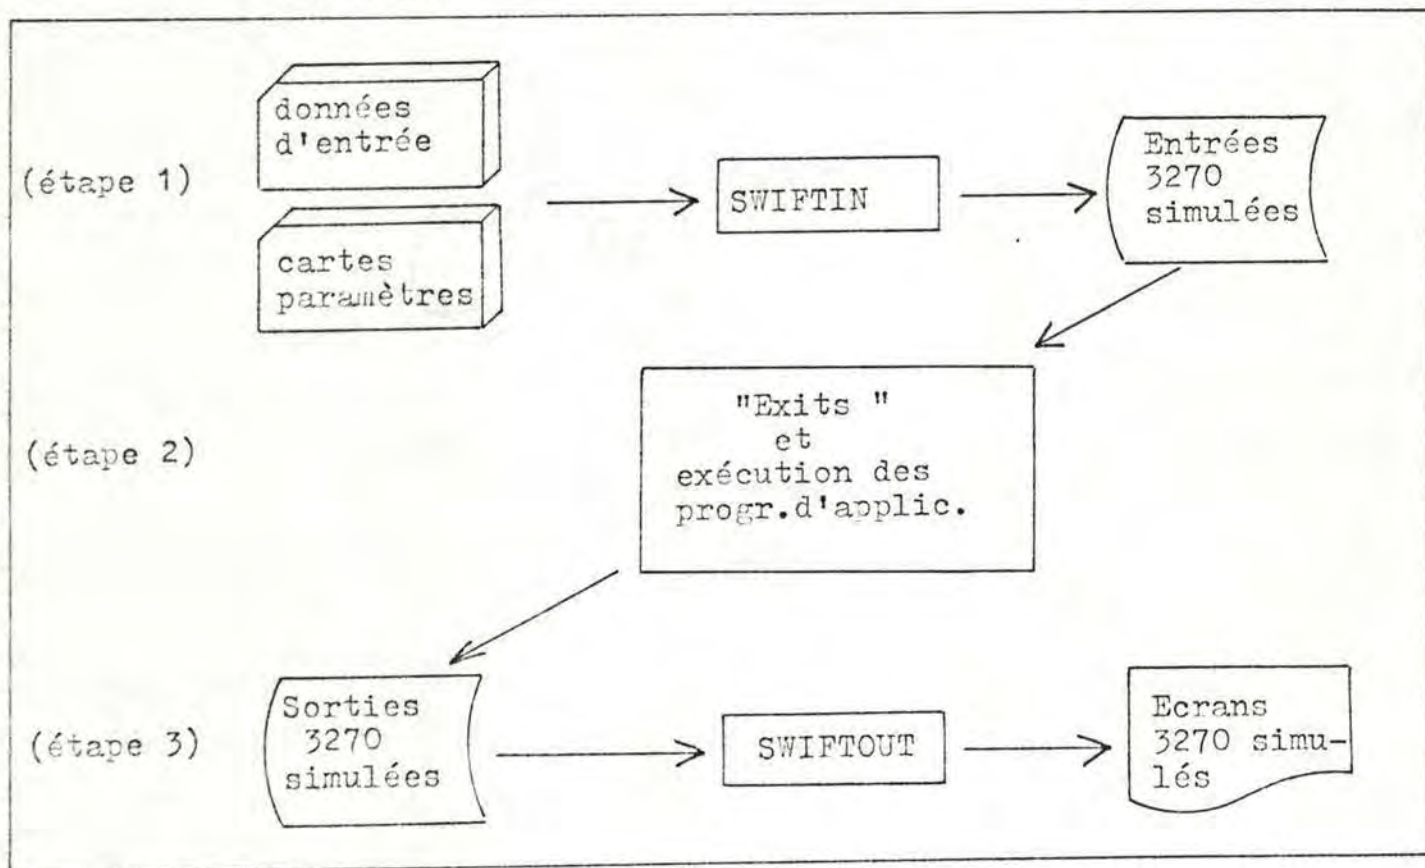 données
d'entrée
(étape 1)
cartes
paramètres
SWIFTIN
Entrées
3270
simulées
(étape 2)
"Exits "
et
exécution des
progr.d'applic.
(étape 3)
Sorties
3270
simulées
SWIFTOUT
Ecrans
3270 simu-
lés